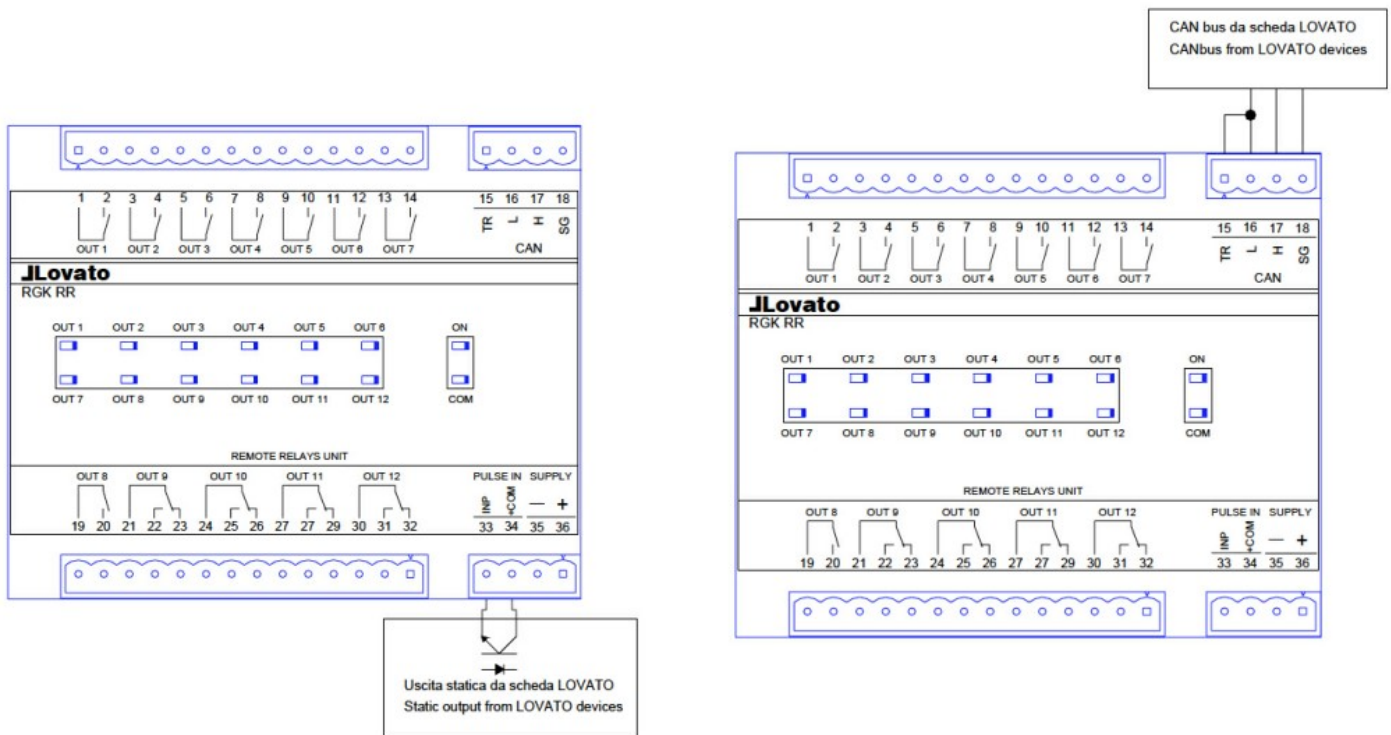 CAN bus da scheda LOVATO
CANbus from LOVATO devices
1 2 3 4 5 6 7 8 9 10 11 12 13 14 15 16 17 18
TR L H SG
OUT 1 OUT 2 OUT 3 OUT 4 OUT 5 OUT 6 OUT 7 CAN
Lovato
RGK RR
OUT 1 OUT 2 OUT 3 OUT 4 OUT 5 OUT 6 ON
OUT 7 OUT 8 OUT 9 OUT 10 OUT 11 OUT 12 COM
REMOTE RELAYS UNIT
OUT 8 OUT 9 OUT 10 OUT 11 OUT 12 PULSE IN SUPPLY
INP +COM — +
19 20 21 22 23 24 25 26 27 27 29 30 31 32 33 34 35 36
Uscita statica da scheda LOVATO
Static output from LOVATO devices
1 2 3 4 5 6 7 8 9 10 11 12 13 14 15 16 17 18
TR L H SG
OUT 1 OUT 2 OUT 3 OUT 4 OUT 5 OUT 6 OUT 7 CAN
Lovato
RGK RR
OUT 1 OUT 2 OUT 3 OUT 4 OUT 5 OUT 6 ON
OUT 7 OUT 8 OUT 9 OUT 10 OUT 11 OUT 12 COM
REMOTE RELAYS UNIT
OUT 8 OUT 9 OUT 10 OUT 11 OUT 12 PULSE IN SUPPLY
INP +COM — +
19 20 21 22 23 24 25 26 27 27 29 30 31 32 33 34 35 36